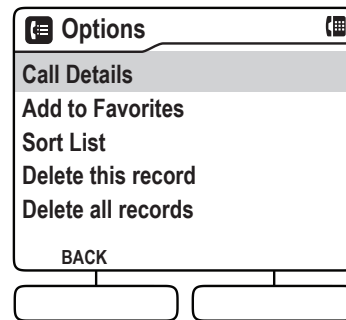 Options
Call Details
Add to Favorites
Sort List
Delete this record
Delete all records
BACK